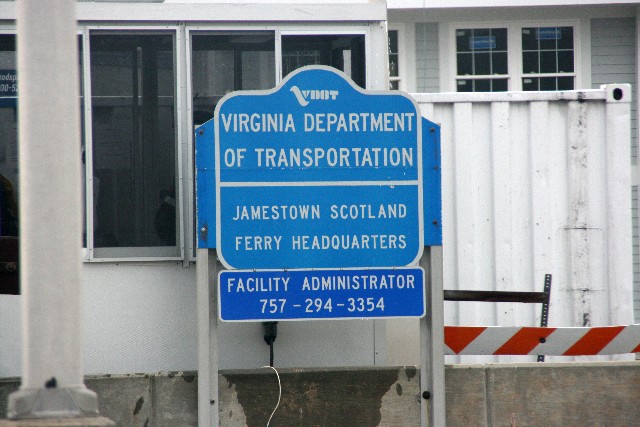 VDOT
VIRGINIA DEPARTMENT
OF TRANSPORTATION
JAMESTOWN SCOTLAND
FERRY HEADQUARTERS
FACILITY ADMINISTRATOR
757-294-3354